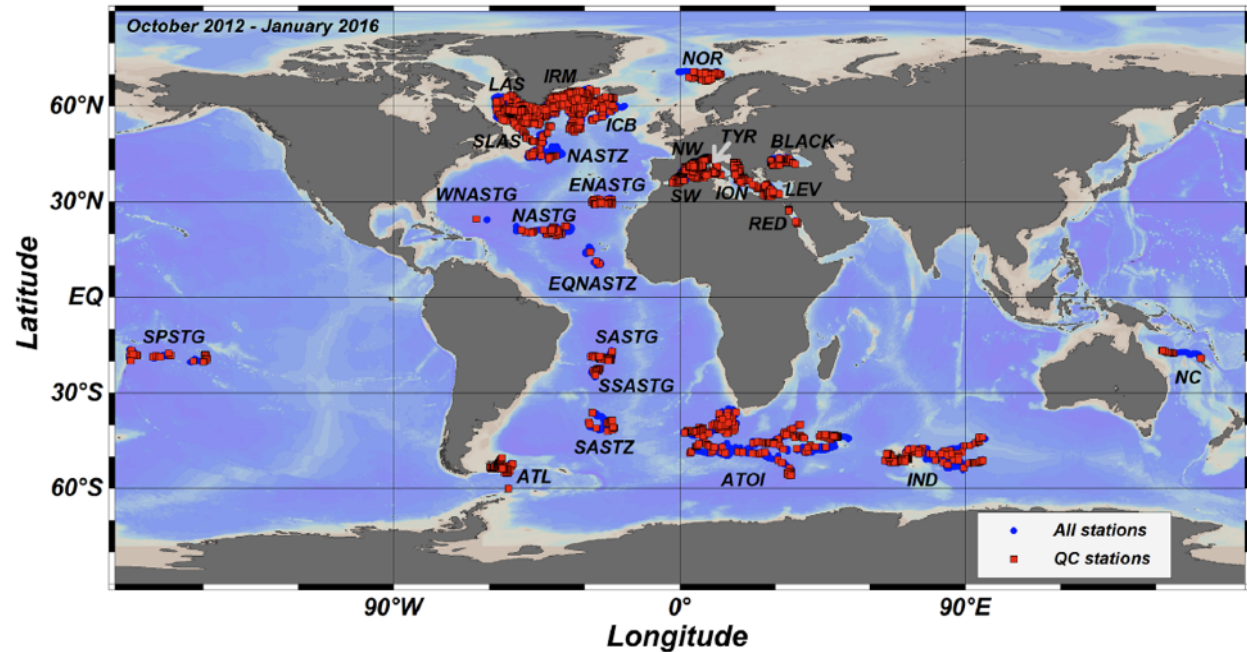 October 2012 - January 2016
NOR
LAS
IRM
60°N
ICB
SLAS
NASTZ
NW
TYR
BLACK
WNASTG
ENASTG
SW
ION
LEV
30°N
NASTG
RED
EQNASTZ
EQ
SPSTG
SASTG
NC
SSASTG
30°S
SASTZ
ATL
ATOI
IND
60°S
All stations
QC stations
90°W
0°
90°E
Latitude
Longitude